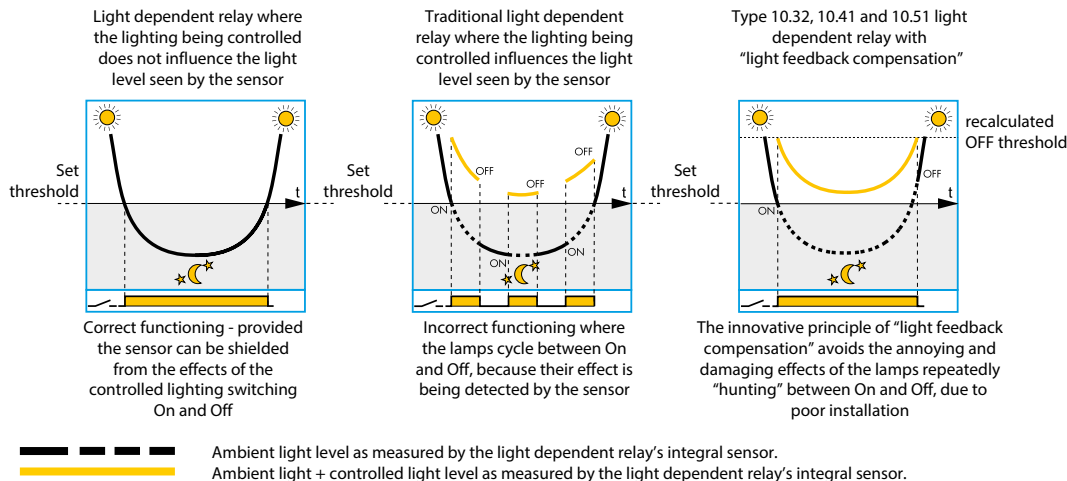 Light dependent relay where
the lighting being controlled
does not influence the light
level seen by the sensor
Traditional light dependent
relay where the lighting being
controlled influences the light
level seen by the sensor
Type 10.32, 10.41 and 10.51 light
dependent relay with
“light feedback compensation”
Set
threshold
t
Set
threshold
ON
OFF
ON
OFF
ON
OFF
t
Set
threshold
ON
OFF
t
recalculated
OFF threshold
Correct functioning - provided
the sensor can be shielded
from the effects of the
controlled lighting switching
On and Off
Incorrect functioning where
the lamps cycle between On
and Off, because their effect is
being detected by the sensor
The innovative principle of “light feedback
compensation” avoids the annoying and
damaging effects of the lamps repeatedly
“hunting” between On and Off, due to
poor installation
Ambient light level as measured by the light dependent relay’s integral sensor.
Ambient light + controlled light level as measured by the light dependent relay’s integral sensor.